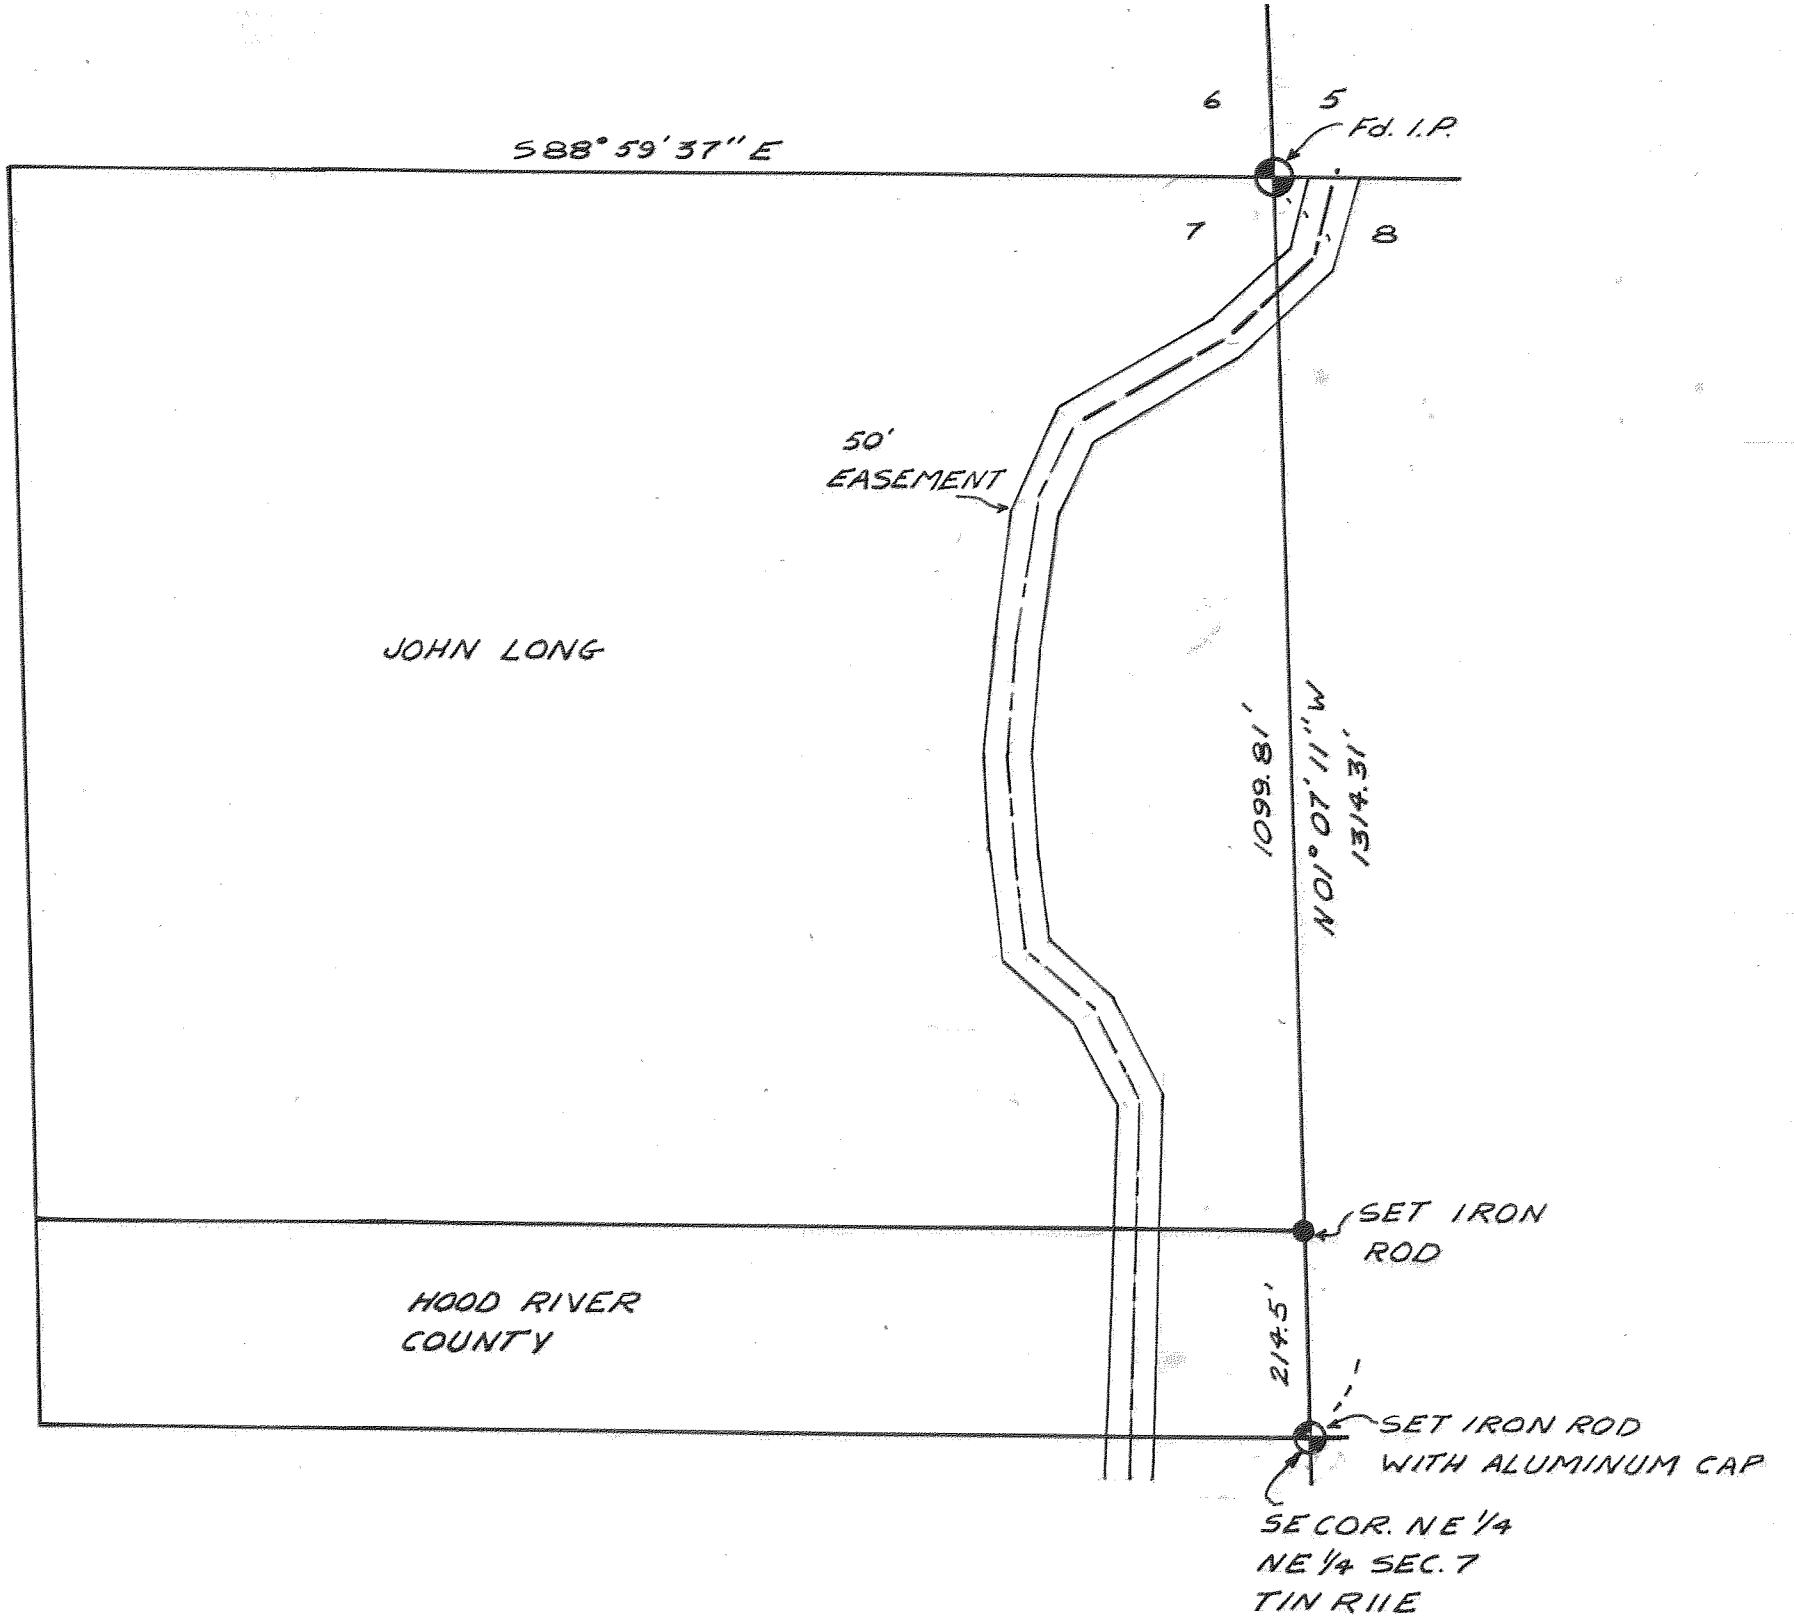 6
5
Fd. I.P.
S88° 59' 37" E
7
8
50'
EASEMENT
JOHN LONG
1099.81'
N01° 07' 11" W
1314.31'
SET IRON
ROD
HOOD RIVER
COUNTY
214.5'
SET IRON ROD
WITH ALUMINUM CAP
SE COR. NE 1/4
NE 1/4 SEC. 7
T1N R11E